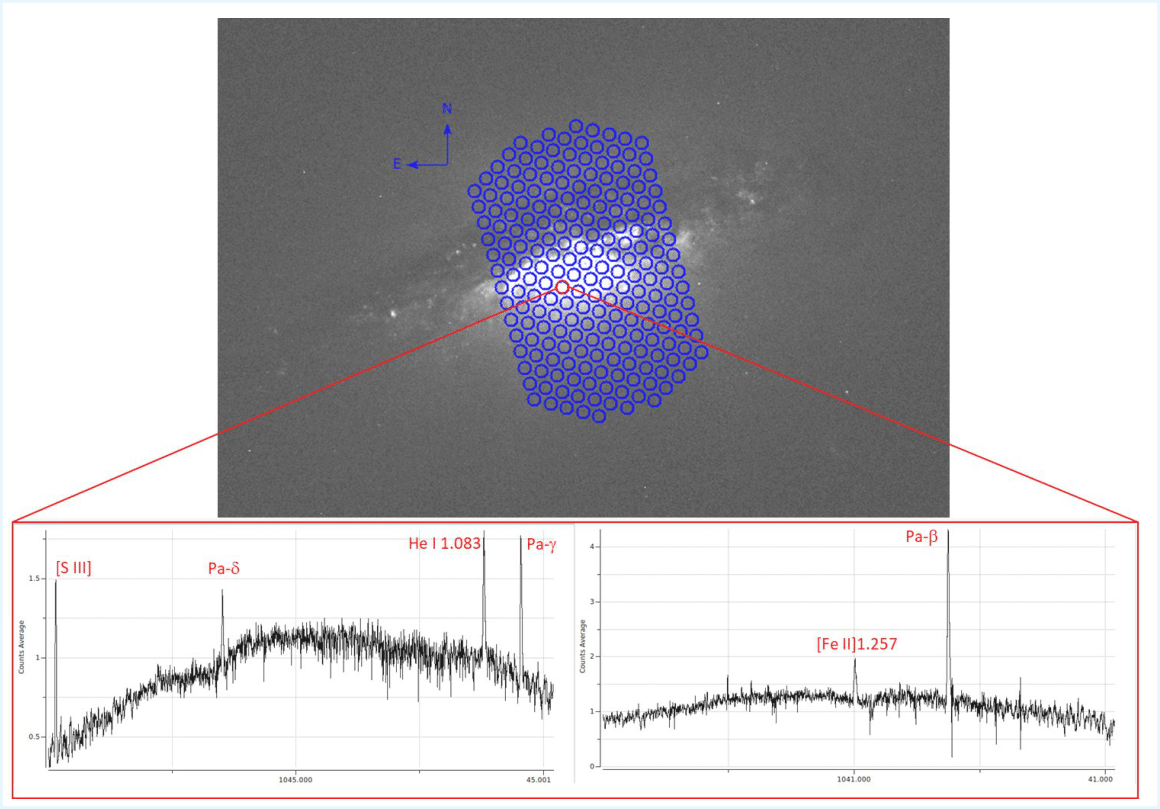 N
E
[S III]
Pa-δ
He I 1.083
Pa-γ
Counts Average
1.5
1
0.5
1045.000
45.001
Pa-β
[Fe II]1.257
Counts Average
4
3
2
1
0
1041.000
41.000